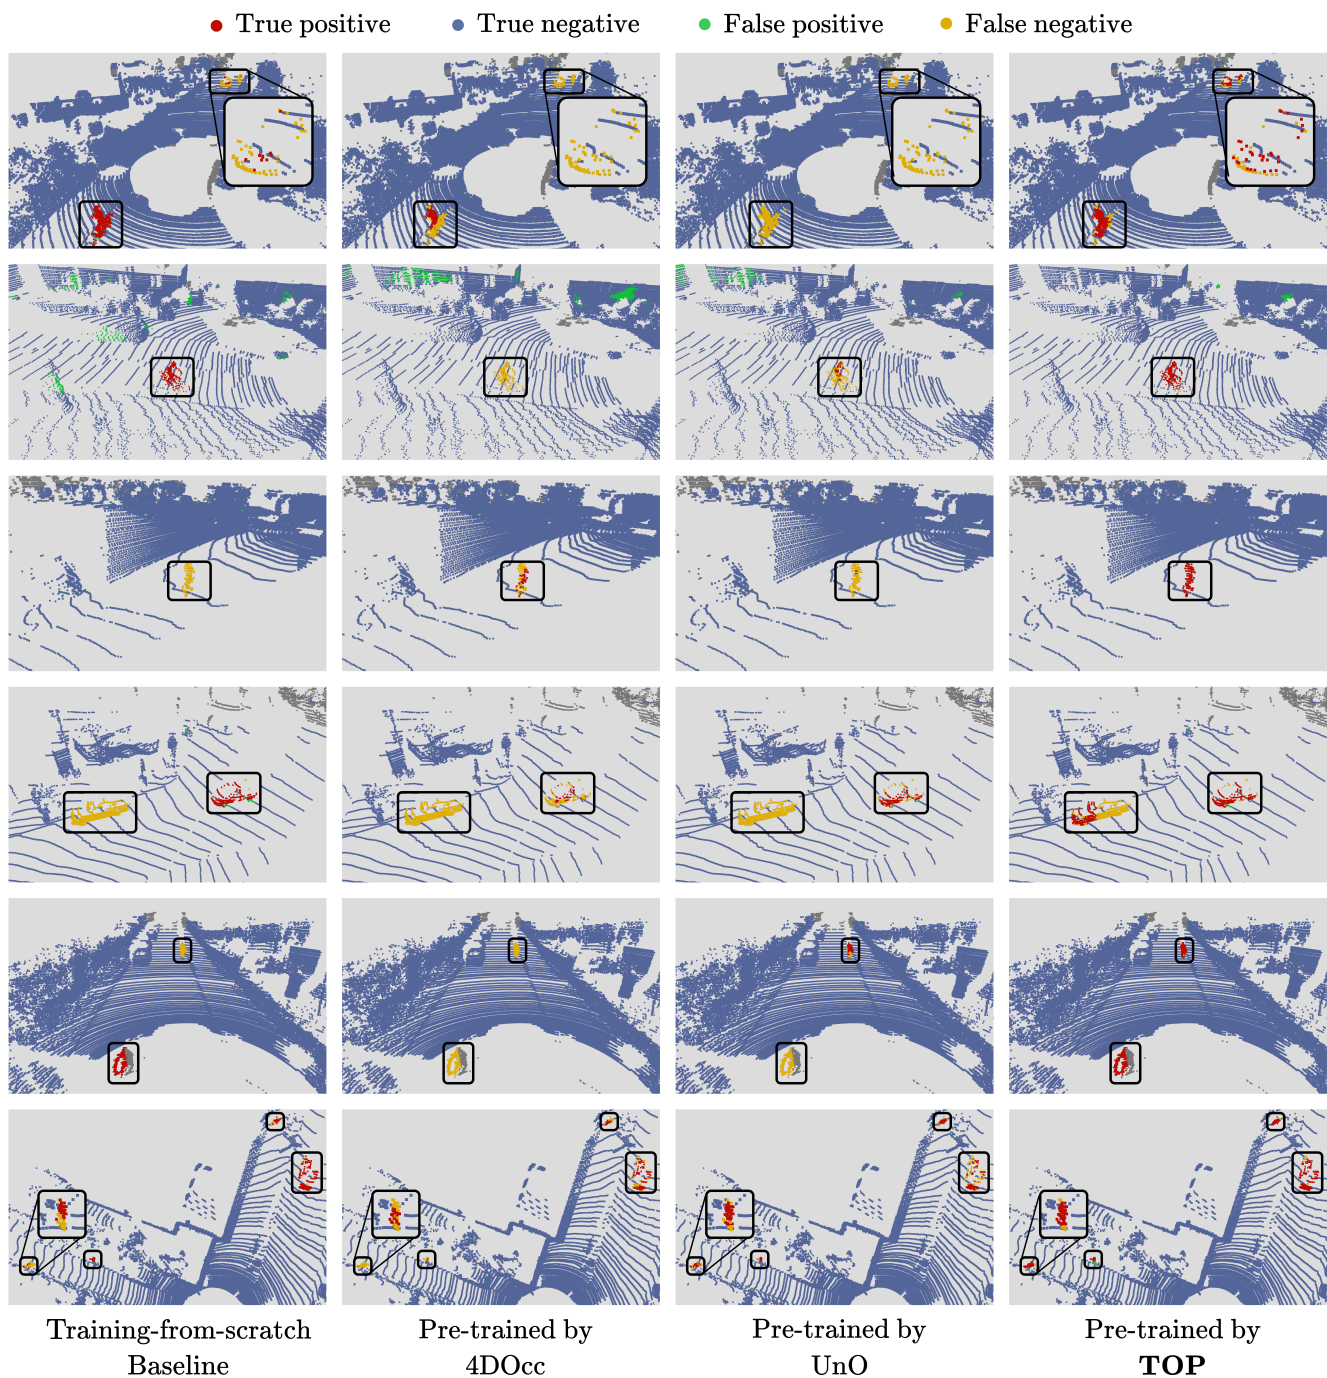 True positive True negative False positive False negative
Training-from-scratch Pre-trained by Pre-trained by Pre-trained by
Baseline 4DOcc UnO TOP